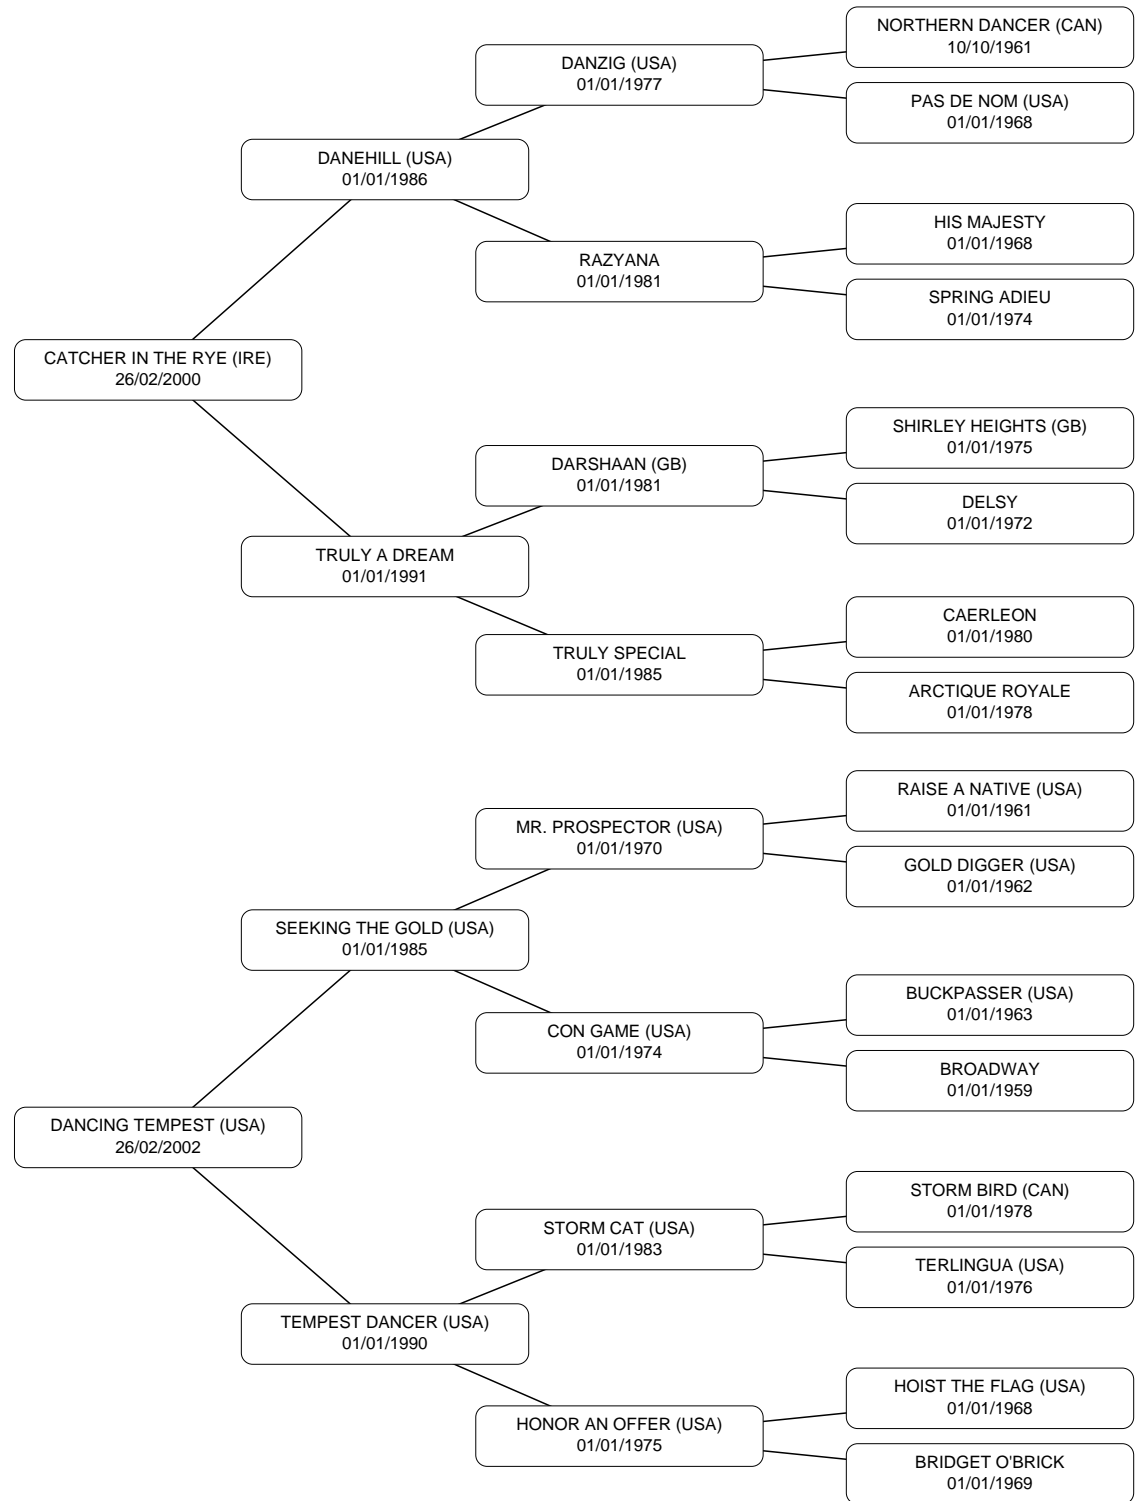 NORTHERN DANCER (CAN)
10/10/1961
DANZIG (USA)
01/01/1977
PAS DE NOM (USA)
01/01/1968
DANEHILL (USA)
01/01/1986
HIS MAJESTY
01/01/1968
RAZYANA
01/01/1981
SPRING ADIEU
01/01/1974
CATCHER IN THE RYE (IRE)
26/02/2000
SHIRLEY HEIGHTS (GB)
01/01/1975
DARSHAAN (GB)
01/01/1981
DELSY
01/01/1972
TRULY A DREAM
01/01/1991
CAERLEON
01/01/1980
TRULY SPECIAL
01/01/1985
ARCTIQUE ROYALE
01/01/1978
RAISE A NATIVE (USA)
01/01/1961
MR. PROSPECTOR (USA)
01/01/1970
GOLD DIGGER (USA)
01/01/1962
SEEKING THE GOLD (USA)
01/01/1985
BUCKPASSER (USA)
01/01/1963
CON GAME (USA)
01/01/1974
BROADWAY
01/01/1959
DANCING TEMPEST (USA)
26/02/2002
STORM BIRD (CAN)
01/01/1978
STORM CAT (USA)
01/01/1983
TERLINGUA (USA)
01/01/1976
TEMPEST DANCER (USA)
01/01/1990
HOIST THE FLAG (USA)
01/01/1968
HONOR AN OFFER (USA)
01/01/1975
BRIDGET O'BRICK
01/01/1969